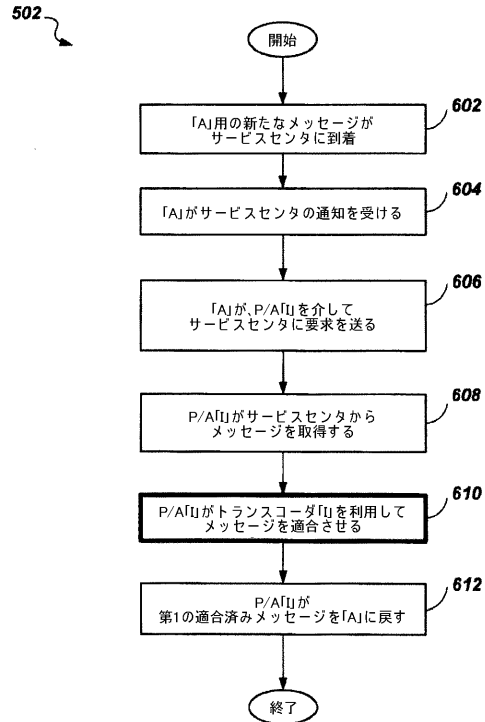 502
開始
602
「A」用の新たなメッセージが
サービスセンタに到着
604
「A」がサービスセンタの通知を受ける
606
「A」が、P/A「I」を介して
サービスセンタに要求を送る
608
P/A「I」がサービスセンタから
メッセージを取得する
610
P/A「I」がトランスコーダ「I」を利用して
メッセージを適合させる
612
P/A「I」が
第1の適合済みメッセージを「A」に戻す
終了